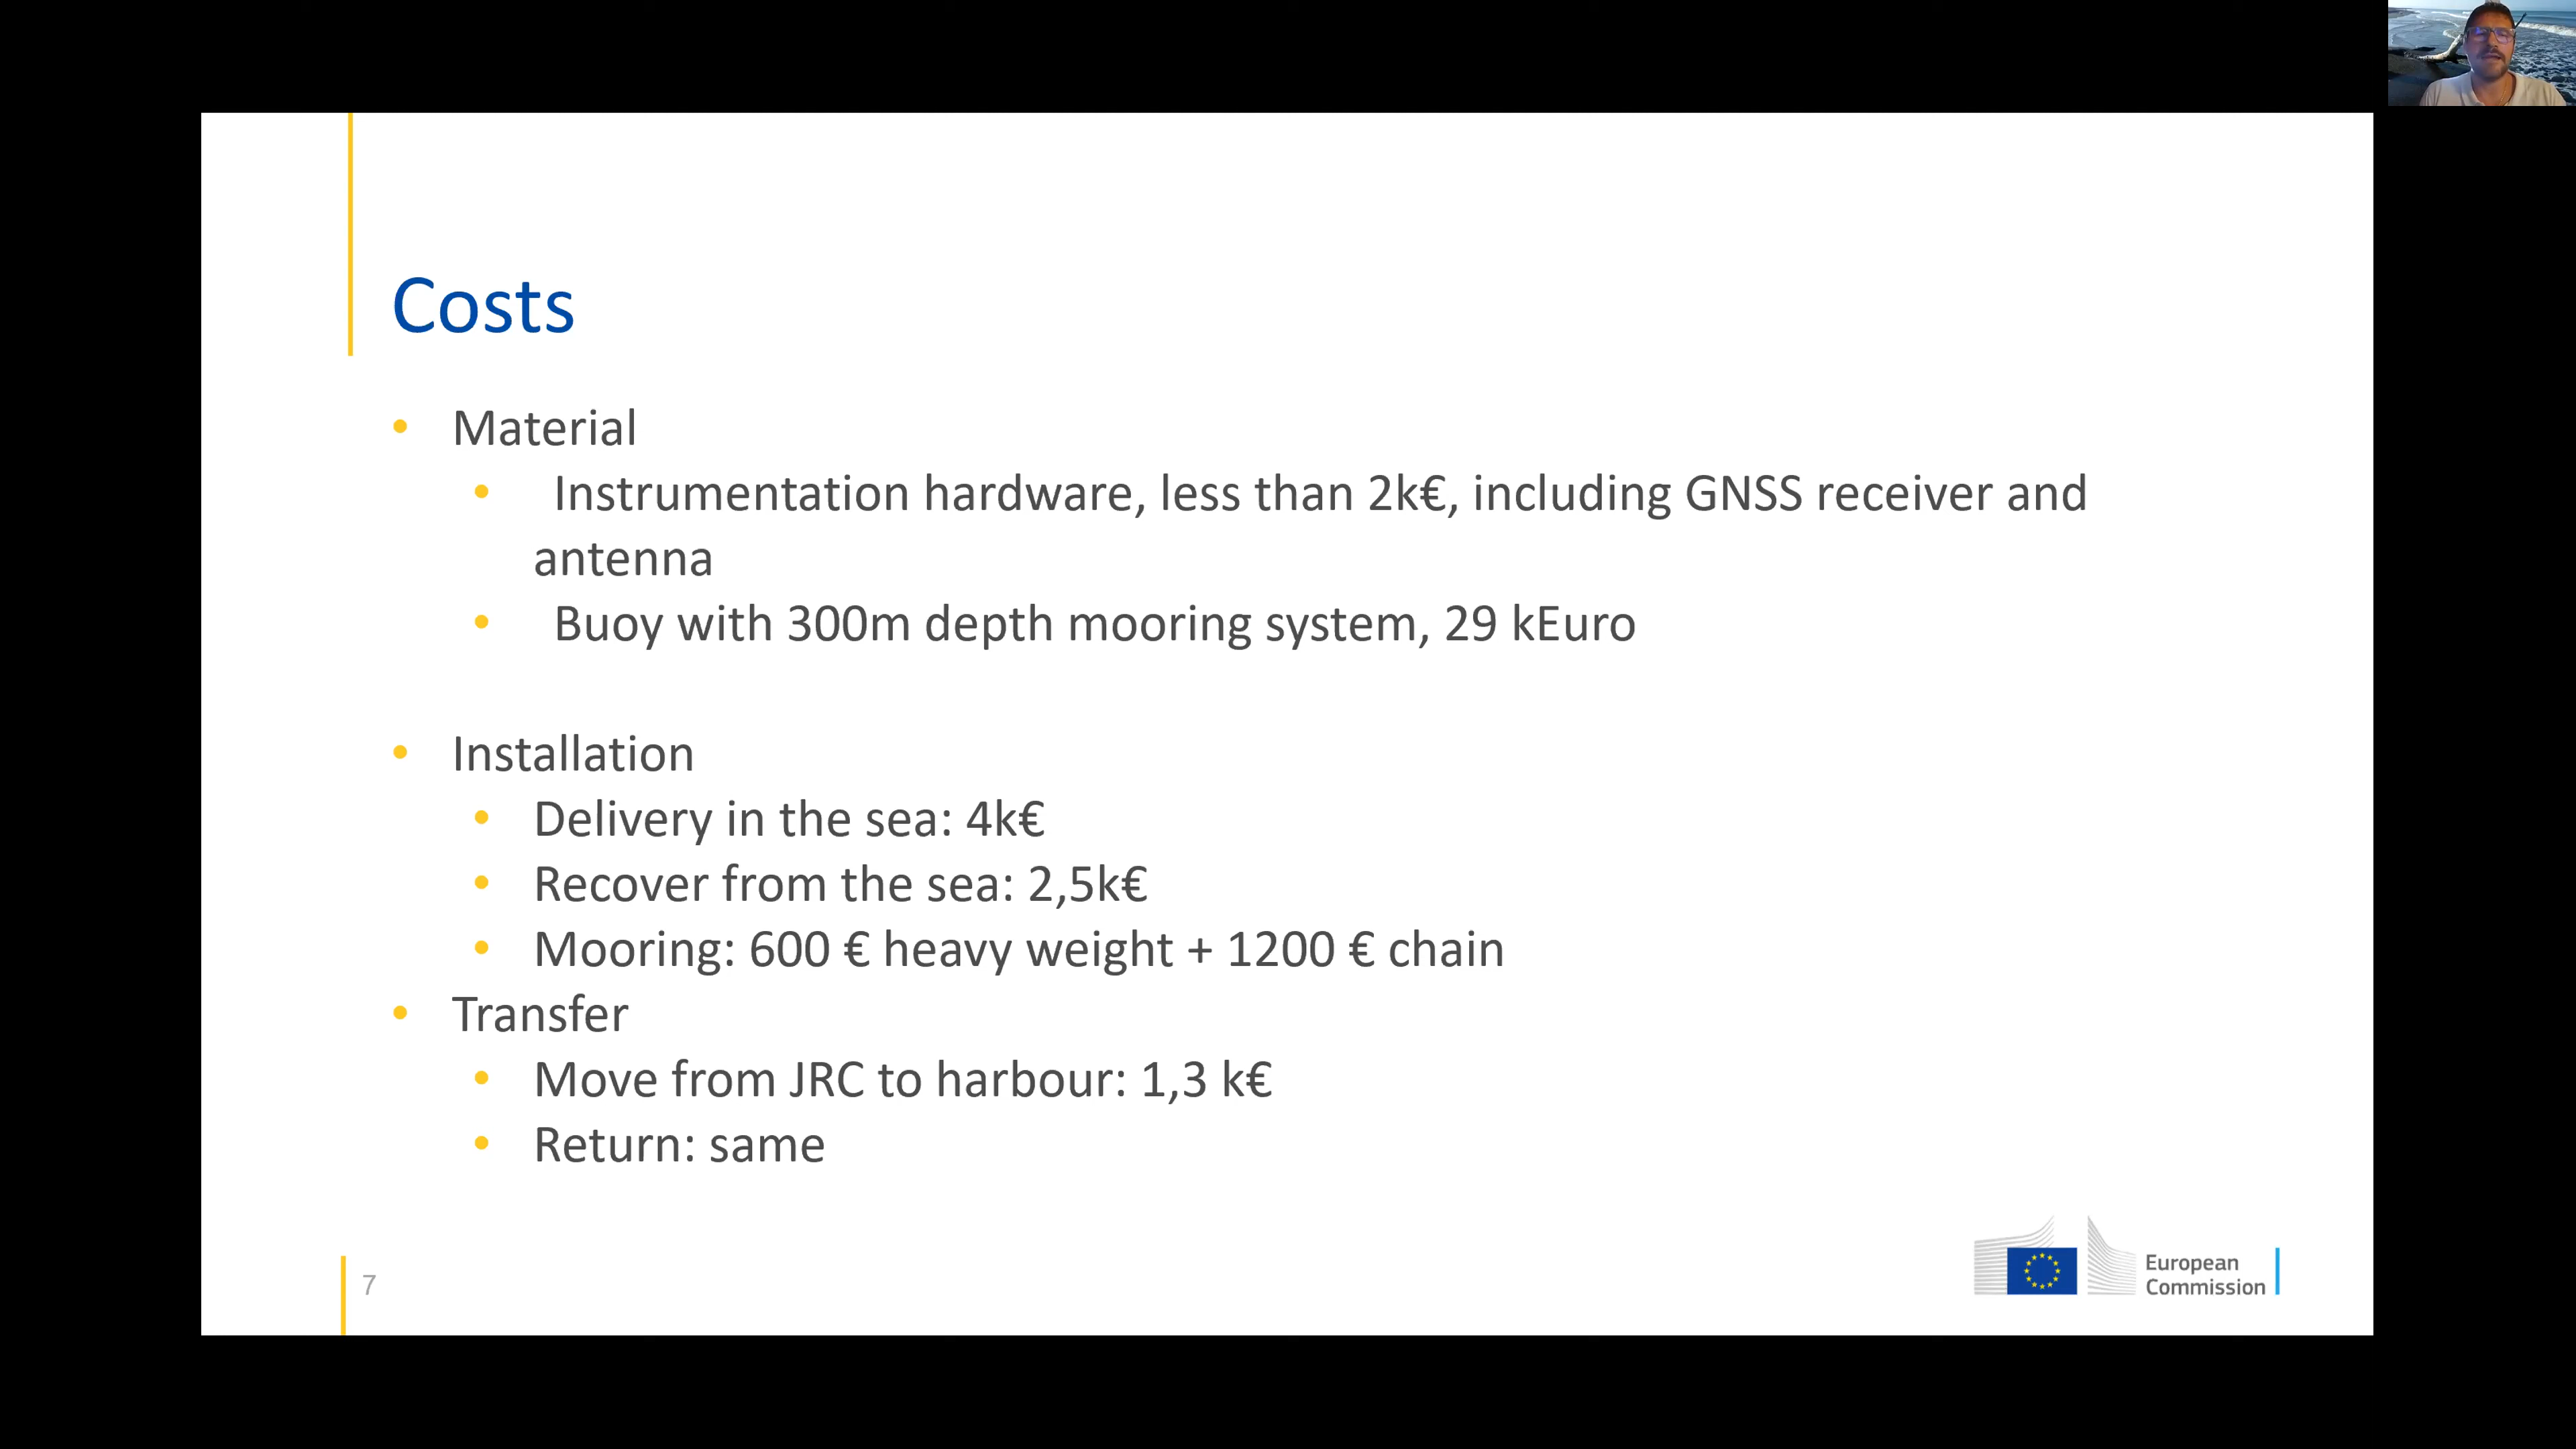 Costs
• Material
• Instrumentation hardware, less than 2k€, including GNSS receiver and
antenna
• Buoy with 300m depth mooring system, 29 kEuro
• Installation
• Delivery in the sea: 4k€
• Recover from the sea: 2,5k€
• Mooring: 600 € heavy weight + 1200 € chain
• Transfer
• Move from JRC to harbour: 1,3 k€
• Return: same
7
European
Commission